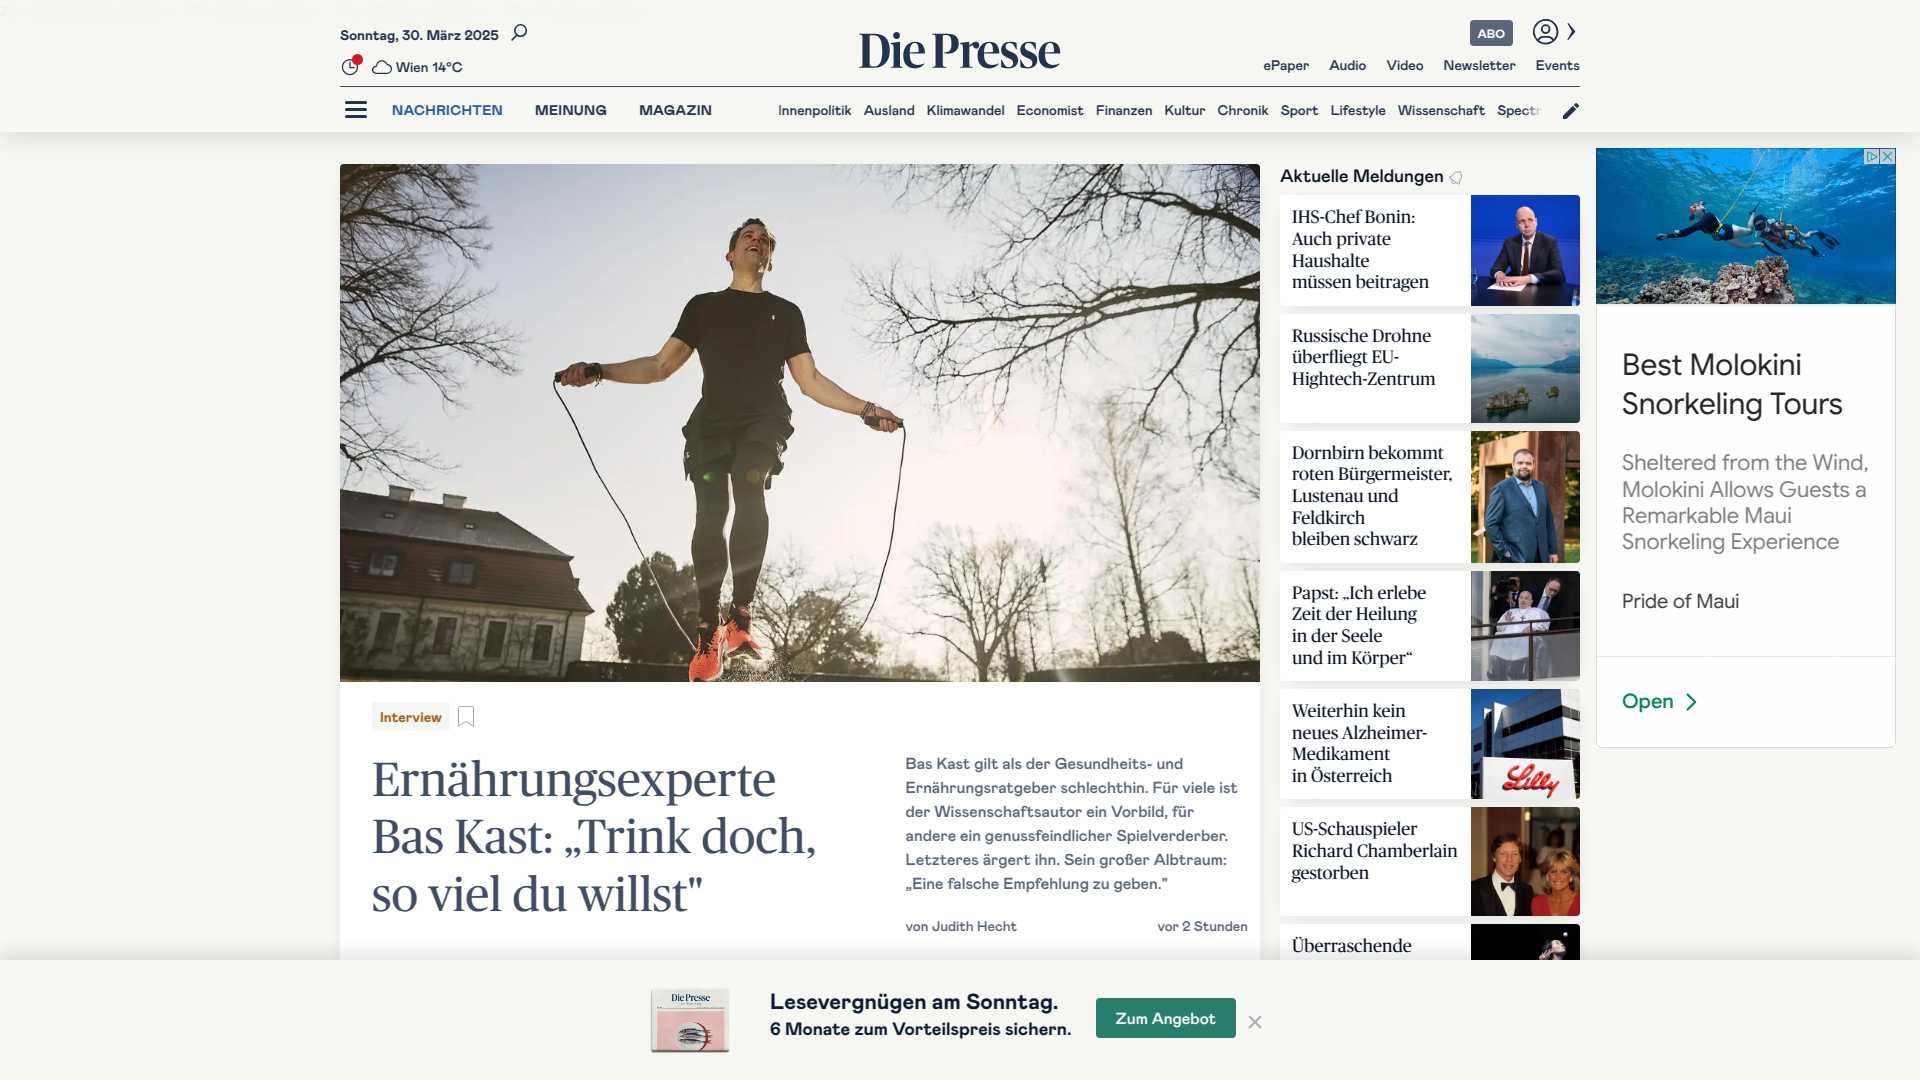 Sonntag, 30. März 2025
Wien 14°C
Die Presse
ABO
ePaper Audio Video Newsletter Events
NACHRICHTEN MEINUNG MAGAZIN
Innenpolitik Ausland Klimawandel Economist Finanzen Kultur Chronik Sport Lifestyle Wissenschaft Spectr
Interview
Ernährungsexperte
Bas Kast: „Trink doch,
so viel du willst"
Bas Kast gilt als der Gesundheits- und
Ernährungsratgeber schlechthin. Für viele ist
der Wissenschaftsautor ein Vorbild, für
andere ein genussfeindlicher Spielverderber.
Letzteres ärgert ihn. Sein großer Albtraum:
„Eine falsche Empfehlung zu geben."
von Judith Hecht
vor 2 Stunden
Aktuelle Meldungen
IHS-Chef Bonin:
Auch private
Haushalte
müssen beitragen
Russische Drohne
überfliegt EU-
Hightech-Zentrum
Dornbirn bekommt
roten Bürgermeister,
Lustenau und
Feldkirch
bleiben schwarz
Papst: „Ich erlebe
Zeit der Heilung
in der Seele
und im Körper“
Weiterhin kein
neues Alzheimer-
Medikament
in Österreich
Lilly
US-Schauspieler
Richard Chamberlain
gestorben
Überraschende
Best Molokini
Snorkeling Tours
Sheltered from the Wind,
Molokini Allows Guests a
Remarkable Maui
Snorkeling Experience
Pride of Maui
Open
Die Presse
Lesevergnügen am Sonntag.
6 Monate zum Vorteilspreis sichern.
Zum Angebot